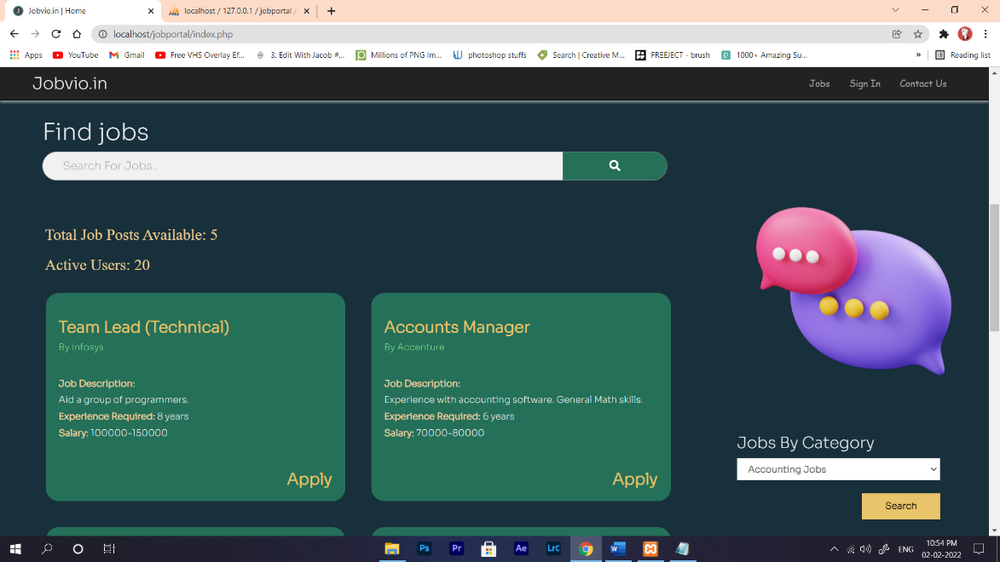 Jobvio.in | Home
localhost / 127.0.0.1 / jobportal /
localhost/jobportal/index.php
Apps
YouTube
Gmail
Free VHS Overlay Ef...
3. Edit With Jacob #...
Millions of PNG Im...
photoshop stuffs
Search | Creative M...
FREEJECT - brush
1000+ Amazing Su...
»
Reading list
Jobvio.in
Jobs
Sign In
Contact Us
Find jobs
Search For Jobs..
Total Job Posts Available: 5
Active Users: 20
Team Lead (Technical)
By Infosys
Job Description:
Aid a group of programmers.
Experience Required: 8 years
Salary: 100000-150000
Apply
Accounts Manager
By Accenture
Job Description:
Experience with accounting software. General Math skills.
Experience Required: 6 years
Salary: 70000-80000
Apply
Jobs By Category
Accounting Jobs
Search
Ps
Pr
Ae
LrC
ENG
10:54 PM
02-02-2022